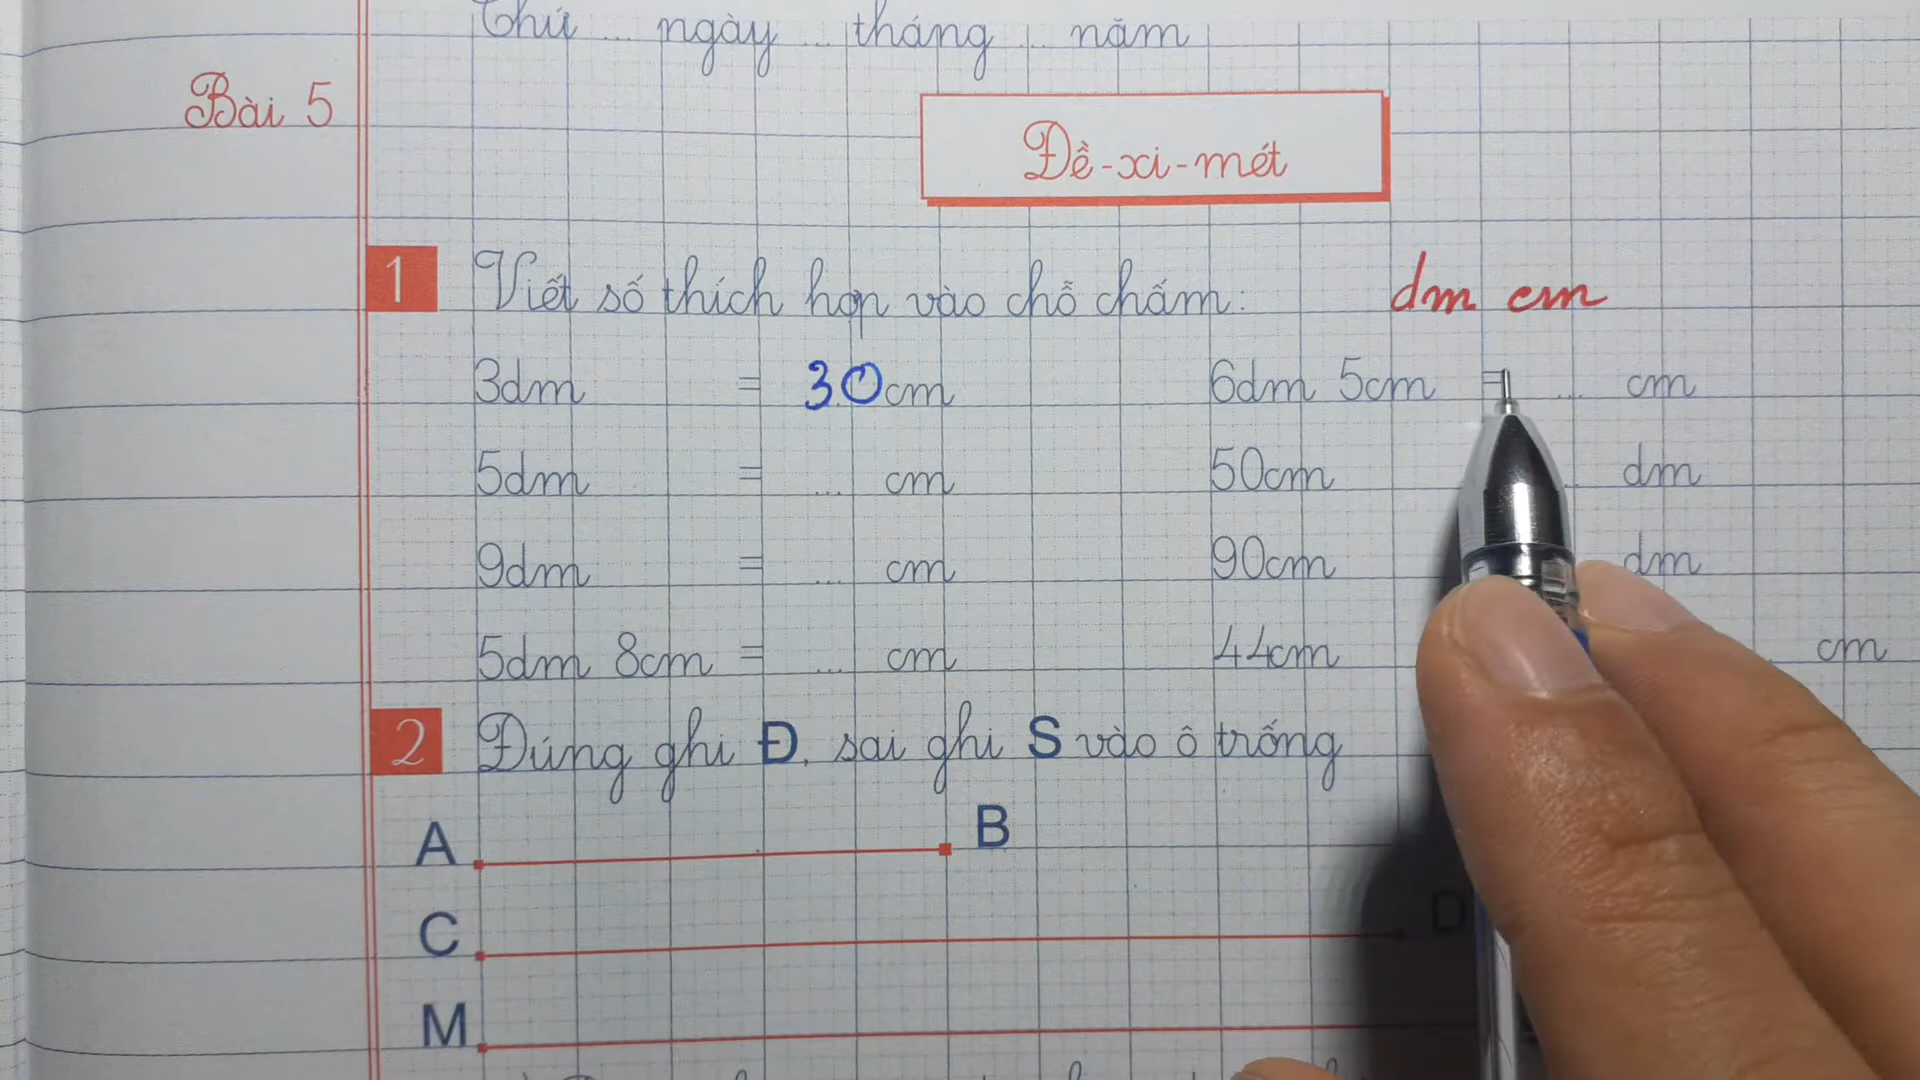 Thứ ... ngày ... tháng ... năm
Bài 5
Đề-xi-mét
1 Viết số thích hợp vào chỗ chấm:
dm cm
3dm = 30cm
6dm 5cm = ... cm
5dm = ... cm
50cm ... dm
9dm = ... cm
90cm dm
5dm 8cm = ... cm
44cm cm
2 Đúng ghi Đ, sai ghi S vào ô trống
A B
C D
M